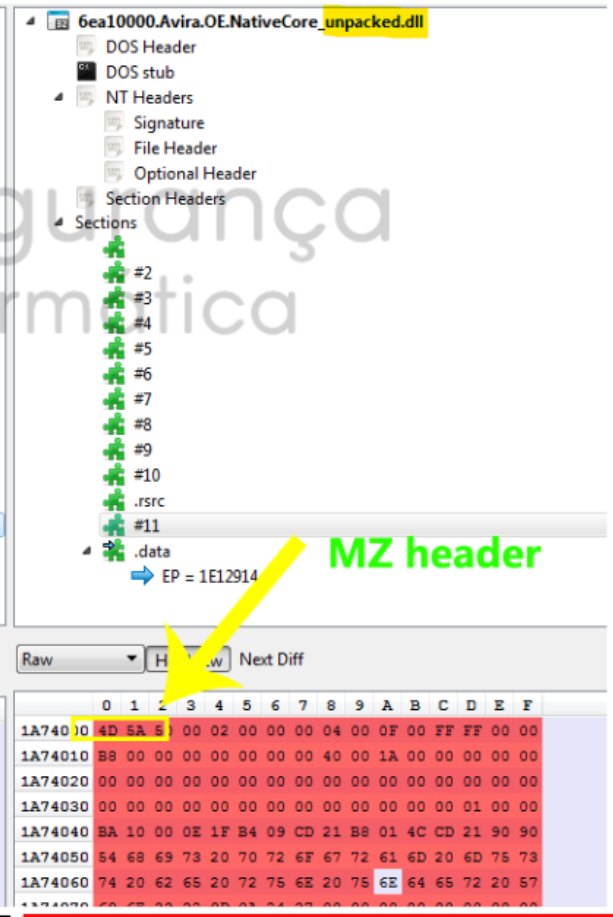 6ea10000.Avira.OE.NativeCore_unpacked.dll
DOS Header
DOS stub
NT Headers
Signature
File Header
Optional Header
Section Headers
Sections
#2
#3
#4
#5
#6
#7
#8
#9
#10
.rsrc
#11
.data
EP = 1E12914
MZ header
Raw
Next Diff
0 1 2 3 4 5 6 7 8 9 A B C D E F
1A74000 4D 5A 50 00 02 00 00 00 04 00 0F 00 FF FF 00 00
1A74010 B8 00 00 00 00 00 00 00 40 00 1A 00 00 00 00 00
1A74020 00 00 00 00 00 00 00 00 00 00 00 00 00 00 00 00
1A74030 00 00 00 00 00 00 00 00 00 00 00 00 00 01 00 00
1A74040 BA 10 00 0E 1F B4 09 CD 21 B8 01 4C CD 21 90 90
1A74050 54 68 69 73 20 70 72 6F 67 72 61 6D 20 6D 75 73
1A74060 74 20 62 65 20 72 75 6E 20 75 6E 64 65 72 20 57